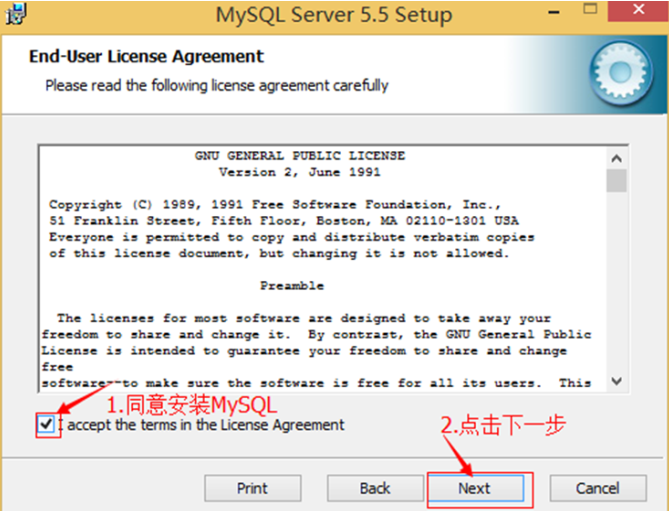 MySQL Server 5.5 Setup
End-User License Agreement
Please read the following license agreement carefully
GNU GENERAL PUBLIC LICENSE
Version 2, June 1991
Copyright (C) 1989, 1991 Free Software Foundation, Inc.,
51 Franklin Street, Fifth Floor, Boston, MA 02110-1301 USA
Everyone is permitted to copy and distribute verbatim copies
of this license document, but changing it is not allowed.
Preamble
The licenses for most software are designed to take away your
freedom to share and change it. By contrast, the GNU General Public
License is intended to guarantee your freedom to share and change
free
software--to make sure the software is free for all its users. This
1.同意安装MySQL
I accept the terms in the License Agreement
2.点击下一步
Print
Back
Next
Cancel